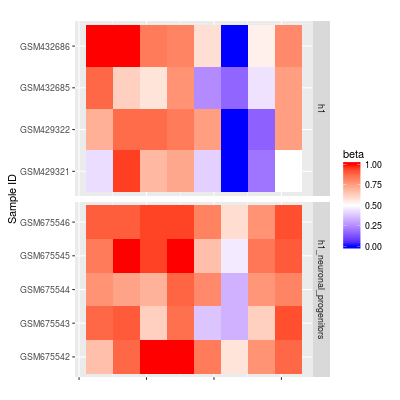 GSM432686
GSM432685
GSM429322
GSM429321
h1
GSM675546
GSM675545
GSM675544
GSM675543
GSM675542
h1_neuronal_progenitors
Sample ID
beta
1.00
0.75
0.50
0.25
0.00